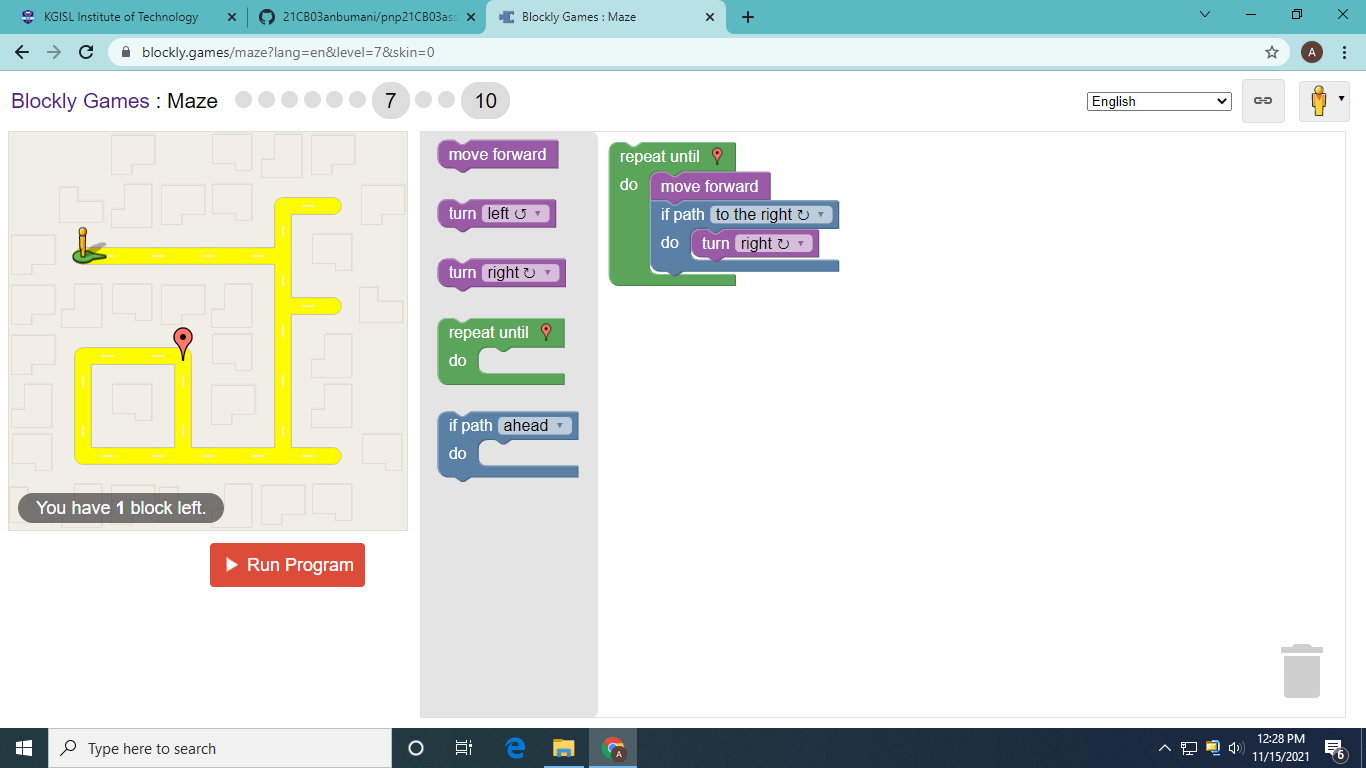 KGISL Institute of Technology
21CB03anbumani/pnp21CB03ass
Blockly Games : Maze
blockly.games/maze?lang=en&level=7&skin=0
A
Blockly Games : Maze
7
10
English
move forward
turn left
turn right
repeat until
do
if path ahead
do
repeat until
do
move forward
if path to the right
do
turn right
You have 1 block left.
Run Program
Type here to search
A
12:28 PM
11/15/2021
6